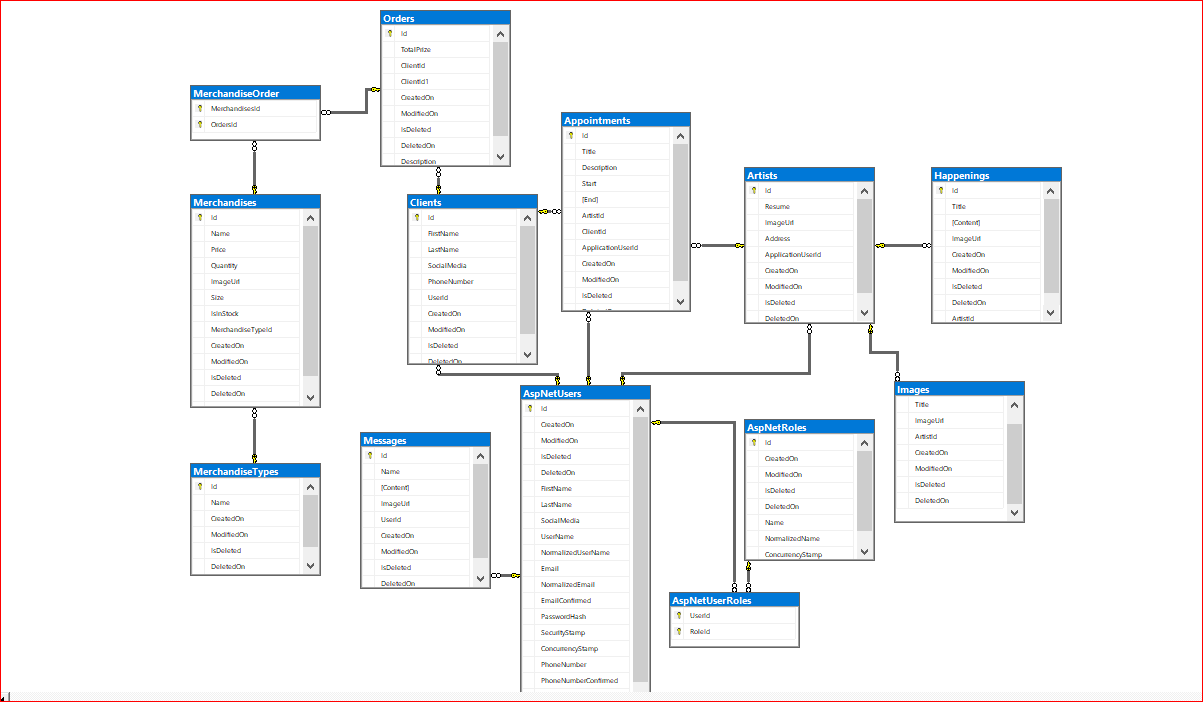 Orders
Id
TotalPrize
ClientId
ClientId1
CreatedOn
ModifiedOn
IsDeleted
DeletedOn
Description
MerchandiseOrder
MerchandisesId
OrdersId
Appointments
Id
Title
Description
Start
[End]
ArtistId
ClientId
ApplicationUserId
CreatedOn
ModifiedOn
IsDeleted
Artists
Id
Resume
ImageUrl
Address
ApplicationUserId
CreatedOn
ModifiedOn
IsDeleted
DeletedOn
Happenings
Id
Title
[Content]
ImageUrl
CreatedOn
ModifiedOn
IsDeleted
DeletedOn
ArtistId
Merchandises
Id
Name
Price
Quantity
ImageUrl
Size
IsInStock
MerchandiseTypeId
CreatedOn
ModifiedOn
IsDeleted
DeletedOn
Clients
Id
FirstName
LastName
SocialMedia
PhoneNumber
UserId
CreatedOn
ModifiedOn
IsDeleted
DeletedOn
AspNetUsers
Id
CreatedOn
ModifiedOn
IsDeleted
DeletedOn
FirstName
LastName
SocialMedia
UserName
NormalizedUserName
Email
NormalizedEmail
EmailConfirmed
PasswordHash
SecurityStamp
ConcurrencyStamp
PhoneNumber
PhoneNumberConfirmed
Images
Title
ImageUrl
ArtistId
CreatedOn
ModifiedOn
IsDeleted
DeletedOn
AspNetRoles
Id
CreatedOn
ModifiedOn
IsDeleted
DeletedOn
Name
NormalizedName
ConcurrencyStamp
Messages
Id
Name
[Content]
ImageUrl
UserId
CreatedOn
ModifiedOn
IsDeleted
DeletedOn
MerchandiseTypes
Id
Name
CreatedOn
ModifiedOn
IsDeleted
DeletedOn
AspNetUserRoles
UserId
RoleId